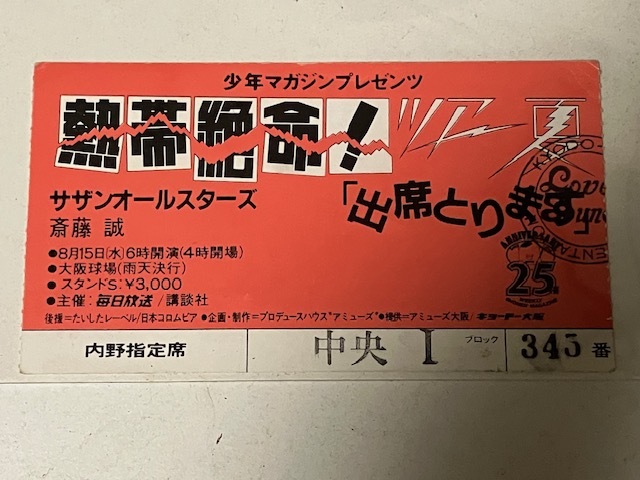 少年マガジンプレゼンツ
熱帯絶命!ツアー夏
「出席とります
サザンオールスターズ
斎藤 誠
●8月15日(水)6時開演(4時開場)
●大阪球場(雨天決行)
●スタンドS:¥3,000
●主催:毎日放送/講談社
ANNIVERSARY
25
後援=たいしたレーベル/日本コロムビア ●企画・制作=プロデュースハウス"アミューズ" ●提供=アミューズ大阪/キョードー大阪
内野指定席 中央 I ブロック 345番